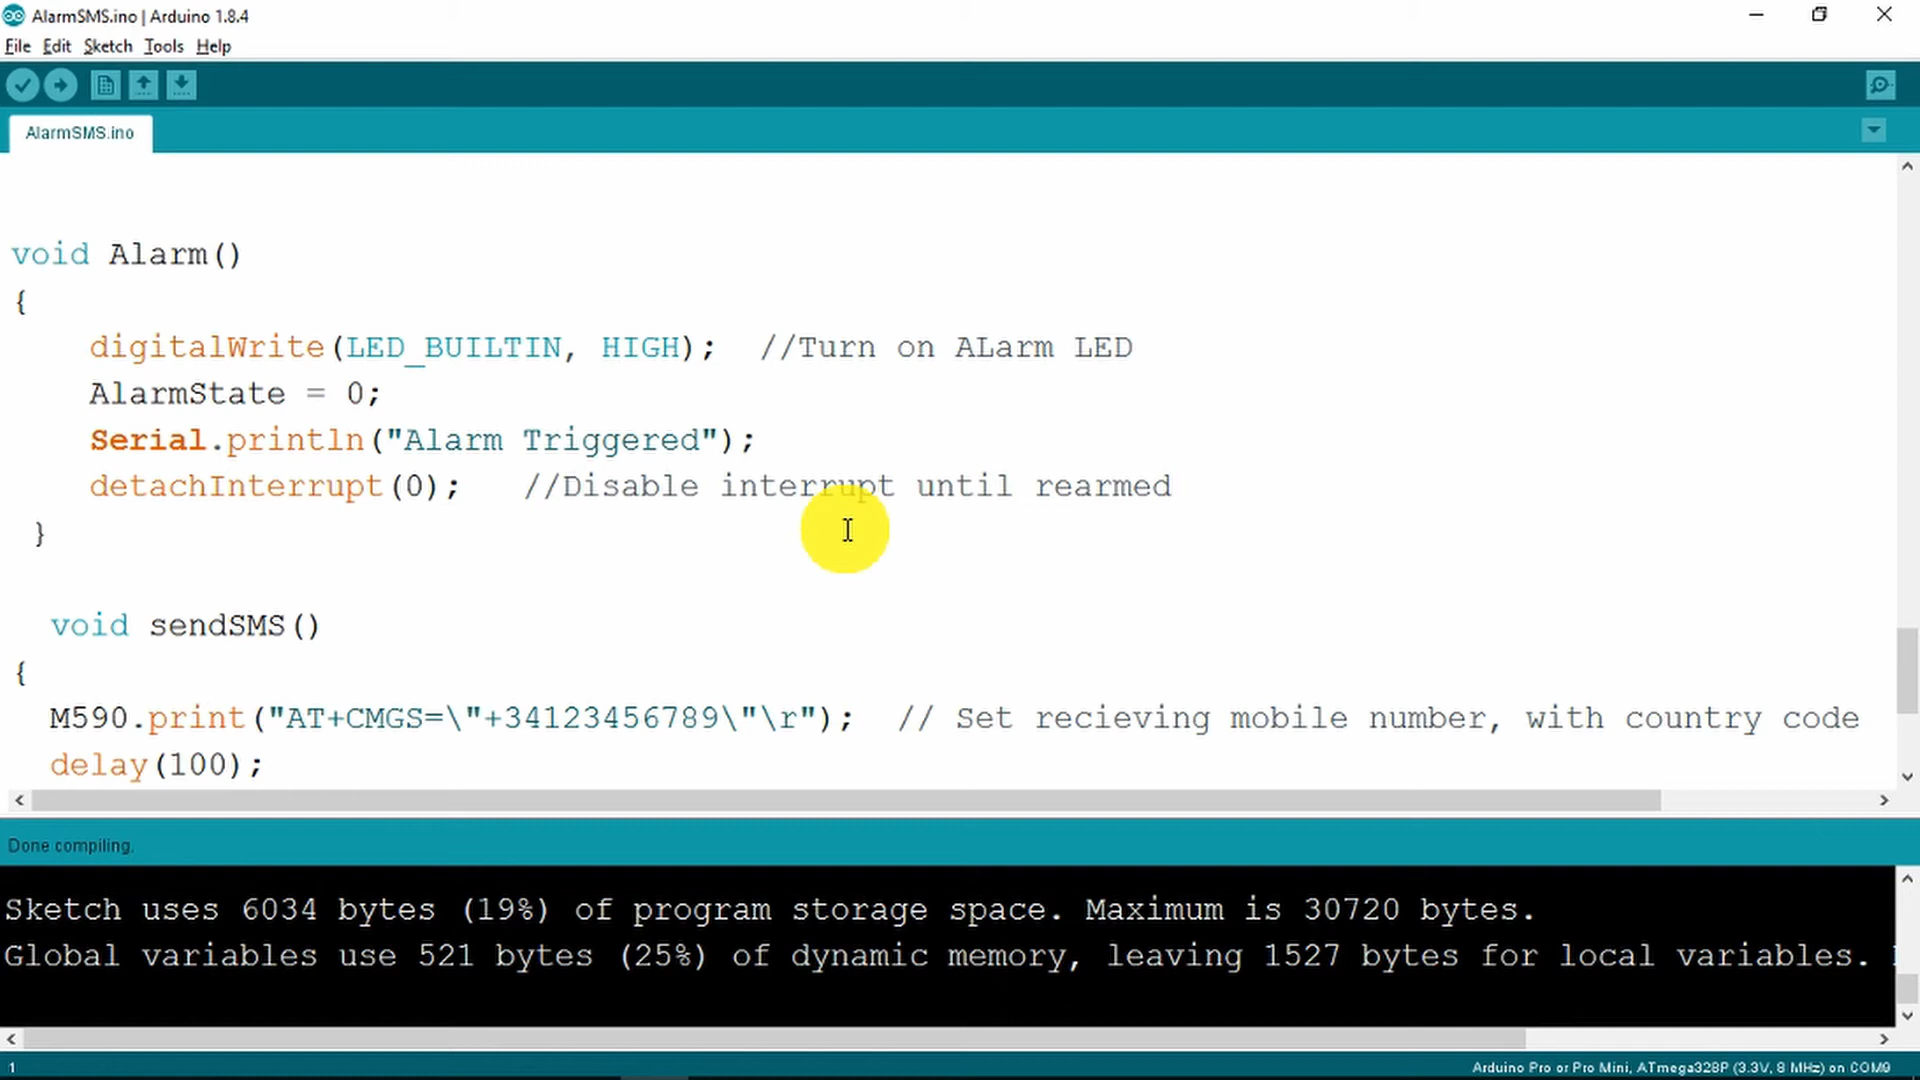 AlarmSMS.ino | Arduino 1.8.4
File Edit Sketch Tools Help
AlarmSMS.ino
void Alarm()
{
digitalWrite(LED_BUILTIN, HIGH); //Turn on ALarm LED
AlarmState = 0;
Serial.println("Alarm Triggered");
detachInterrupt(0); //Disable interrupt until rearmed
}
void sendSMS()
{
M590.print("AT+CMGS=\"+34123456789\"\r"); // Set recieving mobile number, with country code
delay(100);
Done compiling.
Sketch uses 6034 bytes (19%) of program storage space. Maximum is 30720 bytes.
Global variables use 521 bytes (25%) of dynamic memory, leaving 1527 bytes for local variables.
1
Arduino Pro or Pro Mini, ATmega328P (3.3V, 8 MHz) on COM9